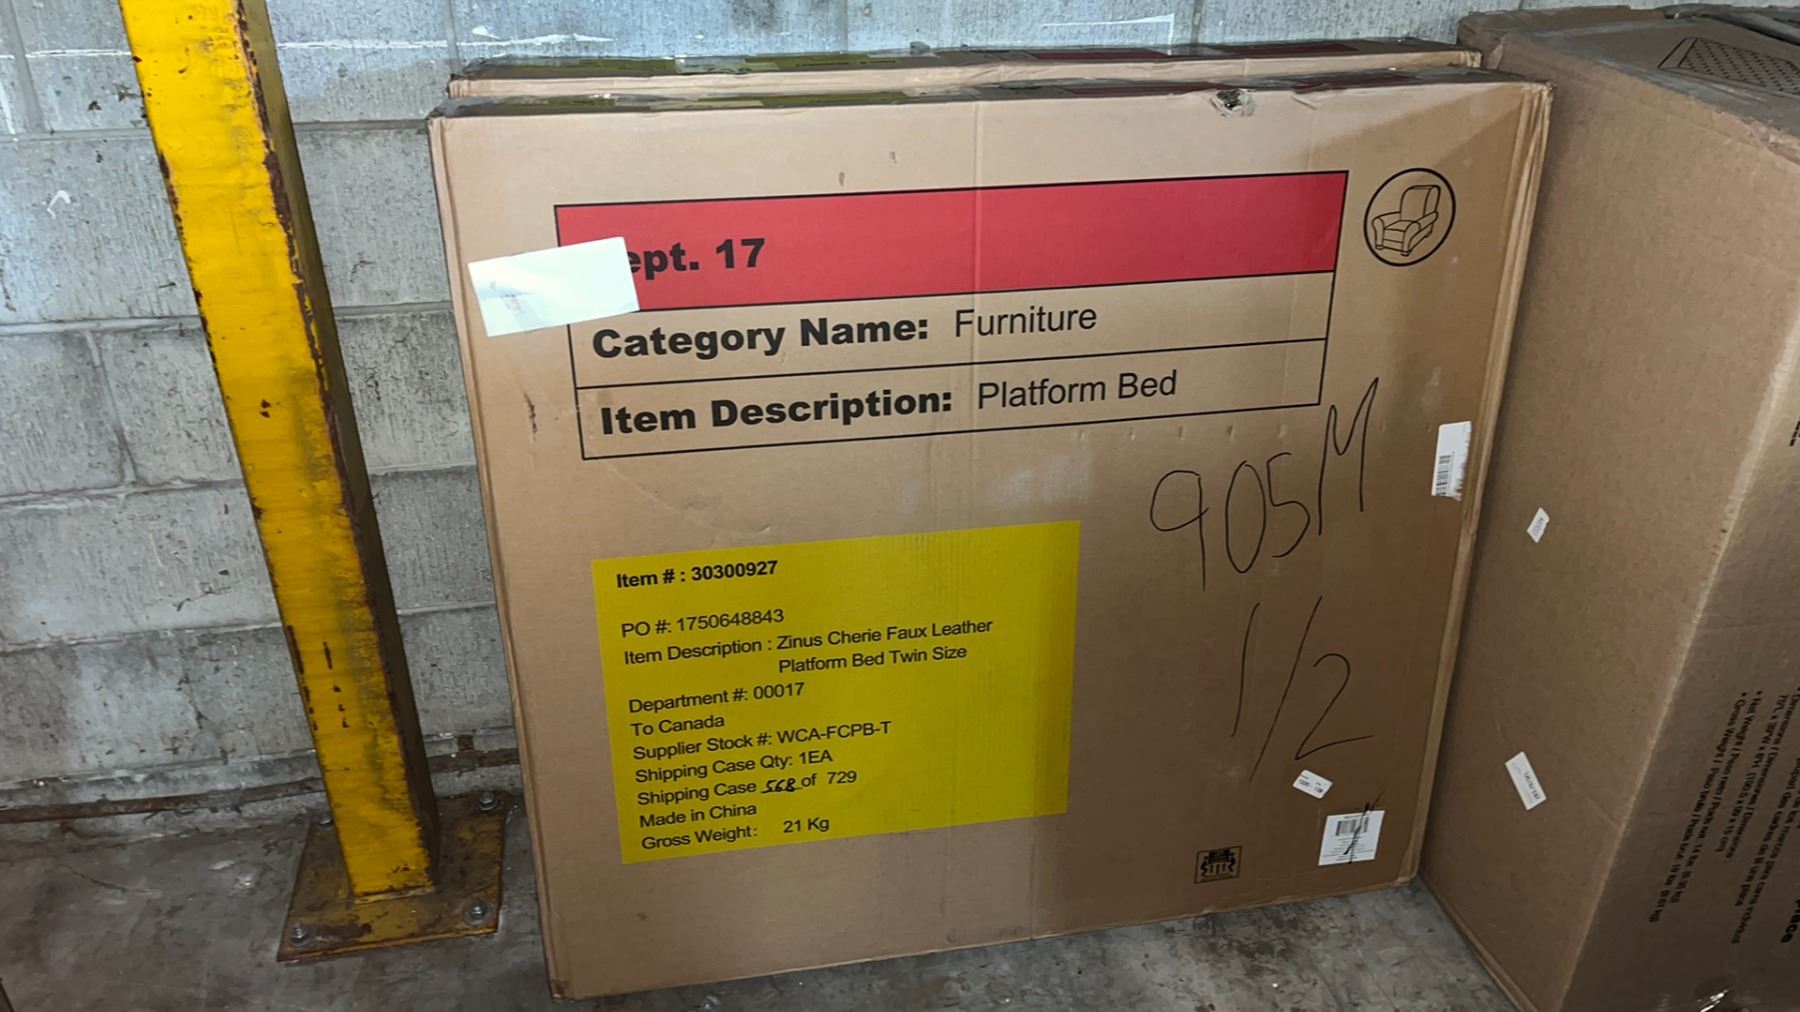 ept. 17
Category Name: Furniture
Item Description: Platform Bed
905M
1/2
Item # : 30300927
PO #: 1750648843
Item Description : Zinus Cherie Faux Leather
Platform Bed Twin Size
Department #: 00017
To Canada
Supplier Stock #: WCA-FCPB-T
Shipping Case Qty: 1EA
Shipping Case 568 of 729
Made in China
Gross Weight: 21 Kg